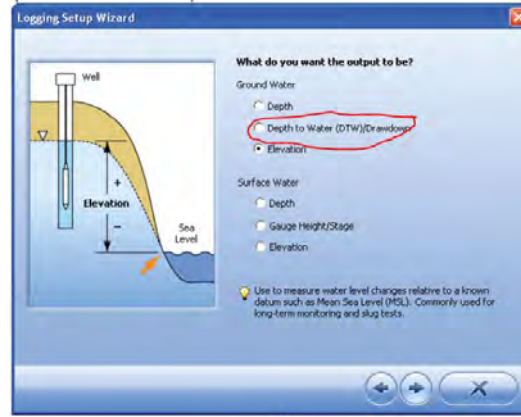 Logging Setup Wizard
Well
Elevation
+
−
Sea
Level
What do you want the output to be?
Ground Water
Depth
Depth to Water (DTW)/Drawdown
Elevation
Surface Water
Depth
Gauge Height/Stage
Elevation
Use to measure water level changes relative to a known
datum such as Mean Sea Level (MSL). Commonly used for
long-term monitoring and slug tests.